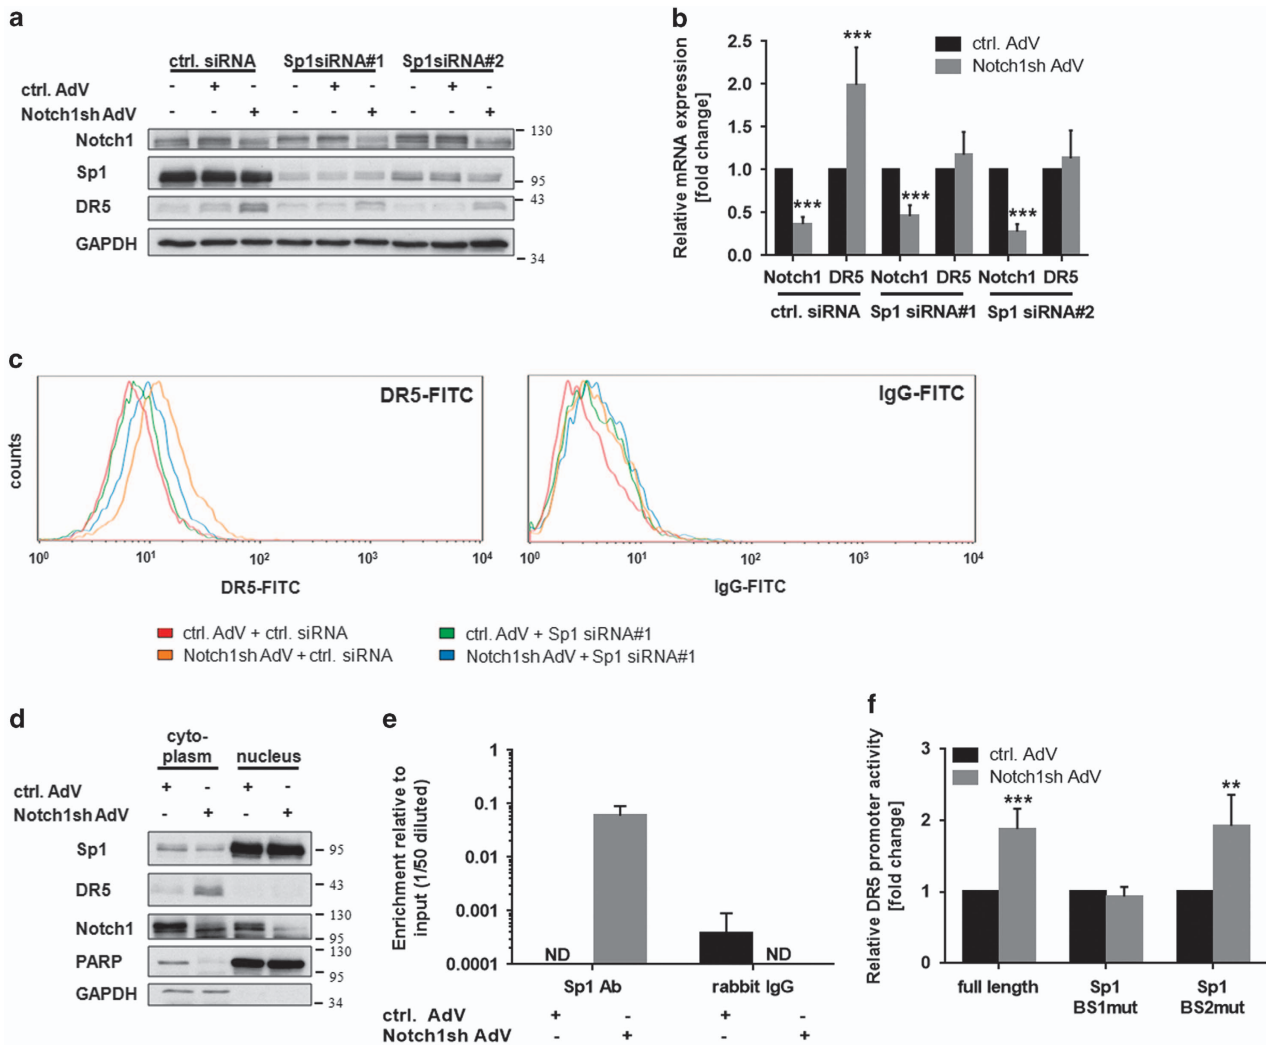 a
ctrl. siRNA Sp1siRNA#1 Sp1siRNA#2
ctrl. AdV - + - - + - - + -
Notch1sh AdV - - + - - + - - +
Notch1 130
Sp1 95
DR5 43
GAPDH 34
b
Relative mRNA expression
[fold change]
2.5
2.0
1.5
1.0
0.5
0.0
ctrl. AdV
Notch1sh AdV
*** *** *** ***
Notch1 DR5 Notch1 DR5 Notch1 DR5
ctrl. siRNA Sp1 siRNA#1 Sp1 siRNA#2
c
counts
DR5-FITC
10⁰ 10¹ 10² 10³ 10⁴
DR5-FITC
IgG-FITC
10⁰ 10¹ 10² 10³ 10⁴
IgG-FITC
ctrl. AdV + ctrl. siRNA
Notch1sh AdV + ctrl. siRNA
ctrl. AdV + Sp1 siRNA#1
Notch1sh AdV + Sp1 siRNA#1
d
cyto-
plasm nucleus
ctrl. AdV + - + -
Notch1sh AdV - + - +
Sp1 95
DR5 43
Notch1 130
95
PARP 130
95
GAPDH 34
e
Enrichment relative to
input (1/50 diluted)
1
0.1
0.01
0.001
0.0001
ND ND
Sp1 Ab rabbit IgG
ctrl. AdV + - + -
Notch1sh AdV - + - +
f
Relative DR5 promoter activity
[fold change]
3
2
1
0
ctrl. AdV
Notch1sh AdV
*** **
full length Sp1 Sp1
BS1mut BS2mut